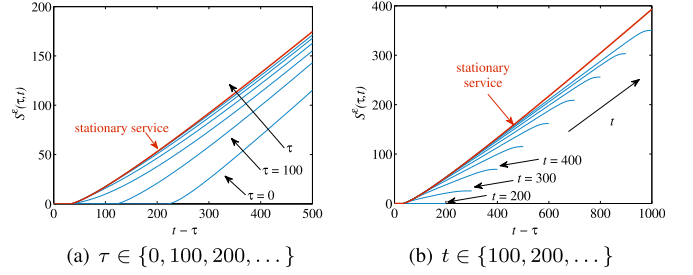 200
150
100
50
0
0
100
200
300
400
500
S^ε(τ,t)
t − τ
stationary service
τ
τ = 100
τ = 0
(a) τ ∈ {0, 100, 200, . . .}
400
300
200
100
0
0
200
400
600
800
1000
S^ε(τ,t)
t − τ
stationary
service
t
t = 400
t = 300
t = 200
(b) t ∈ {100, 200, . . .}